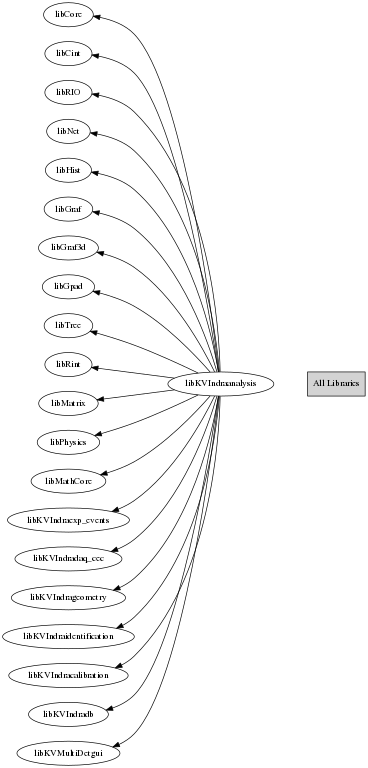 libCore
libCint
libRIO
libNet
libHist
libGraf
libGraf3d
libGpad
libTree
libRint
libKVIndraanalysis
All Libraries
libMatrix
libPhysics
libMathCore
libKVIndraexp_events
libKVIndradaq_cec
libKVIndrageometry
libKVIndraidentification
libKVIndracalibration
libKVIndradb
libKVMultiDetgui